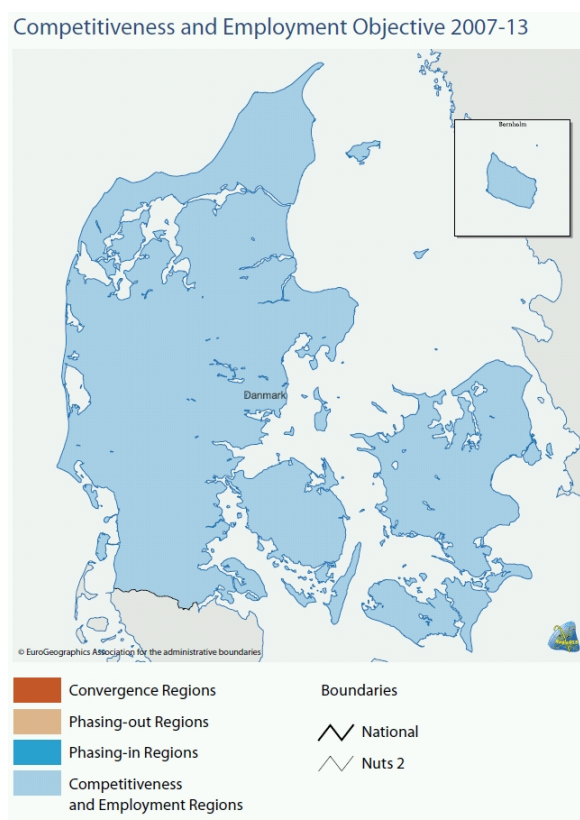 Competitiveness and Employment Objective 2007-13
Bornholm
Danmark
© EuroGeographics Association for the administrative boundaries
Convergence Regions
Phasing-out Regions
Phasing-in Regions
Competitiveness
and Employment Regions
Boundaries
National
Nuts 2